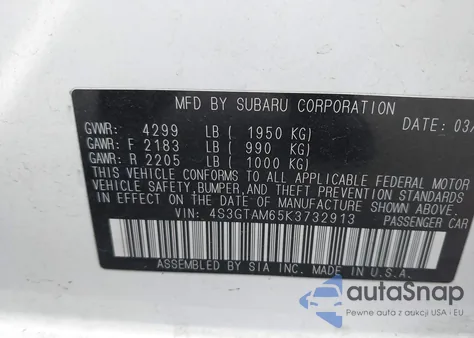 MFD BY SUBARU CORPORATION DATE: 03/
GVWR: 4299 LB ( 1950 KG)
GAWR: F 2183 LB ( 990 KG)
GAWR: R 2205 LB ( 1000 KG)
THIS VEHICLE CONFORMS TO ALL APPLICABLE FEDERAL MOTOR
VEHICLE SAFETY, BUMPER, AND THEFT PREVENTION STANDARDS
IN EFFECT ON THE DATE OF MANUFACTURE SHOWN ABOVE.
VIN: 4S3GTAM65K3732913 PASSENGER CAR
ASSEMBLED BY SIA INC. MADE IN U.S.A.
autoSnap
Pewne auta z aukcji USA i EU